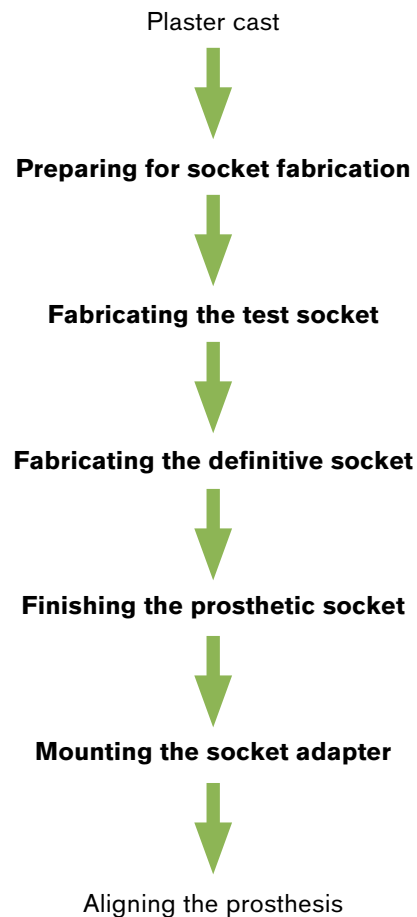 Plaster cast
Preparing for socket fabrication
Fabricating the test socket
Fabricating the definitive socket
Finishing the prosthetic socket
Mounting the socket adapter
Aligning the prosthesis